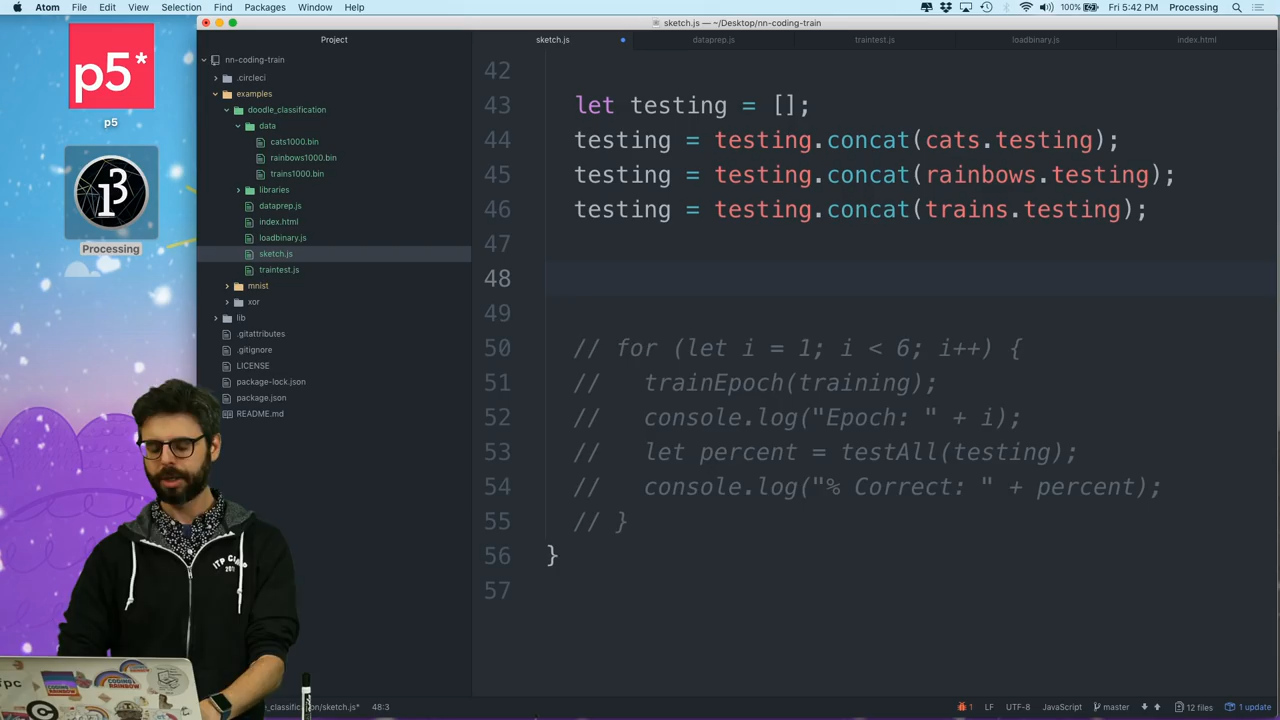 Atom File Edit View Selection Find Packages Window Help 100% Fri 5:42 PM Processing
sketch.js — ~/Desktop/nn-coding-train
Project sketch.js dataprep.js traintest.js loadbinary.js index.html
p5*
p5
Processing
nn-coding-train
.circleci
examples
doodle_classification
data
cats1000.bin
rainbows1000.bin
trains1000.bin
libraries
dataprep.js
index.html
loadbinary.js
sketch.js
traintest.js
mnist
xor
lib
.gitattributes
.gitignore
LICENSE
package-lock.json
package.json
README.md
42
43 let testing = [];
44 testing = testing.concat(cats.testing);
45 testing = testing.concat(rainbows.testing);
46 testing = testing.concat(trains.testing);
47
48
49
50 // for (let i = 1; i < 6; i++) {
51 // trainEpoch(training);
52 // console.log("Epoch: " + i);
53 // let percent = testAll(testing);
54 // console.log("% Correct: " + percent);
55 // }
56 }
57
le_classification/sketch.js* 48:3 1 LF UTF-8 JavaScript master 12 files 1 update